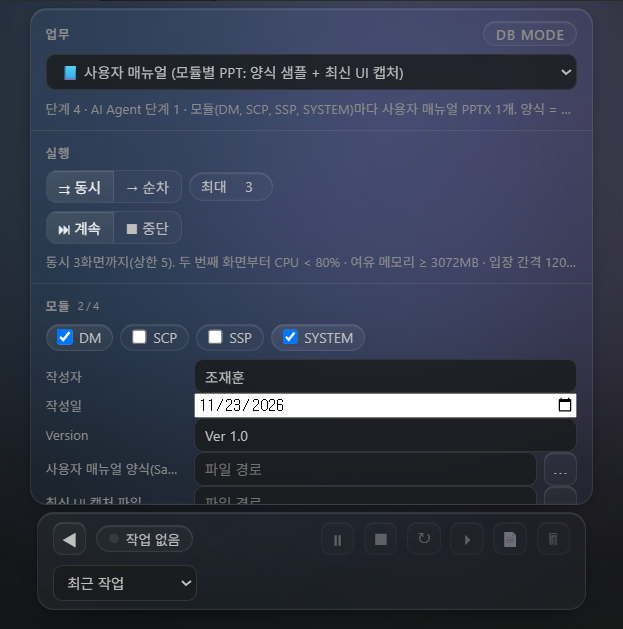 업무
DB MODE
사용자 매뉴얼 (모듈별 PPT: 양식 샘플 + 최신 UI 캡처)
단계 4 · AI Agent 단계 1 · 모듈(DM, SCP, SSP, SYSTEM)마다 사용자 매뉴얼 PPTX 1개. 양식 = ...
실행
⇉ 동시 → 순차 최대 3
⏭ 계속 ■ 중단
동시 3화면까지(상한 5). 두 번째 화면부터 CPU < 80% · 여유 메모리 ≥ 3072MB · 입장 간격 120...
모듈 2 / 4
DM SCP SSP SYSTEM
작성자 조재훈
작성일 11/23/2026
Version Ver 1.0
사용자 매뉴얼 양식(Sa... 파일 경로 ...
최신 UI 캡처 파일 파일 경로
작업 없음
최근 작업